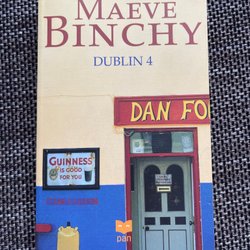 MAEVE
BINCHY
DUBLIN 4
DAN FO
GUINNESS
IS GOOD
FOR YOU
pan